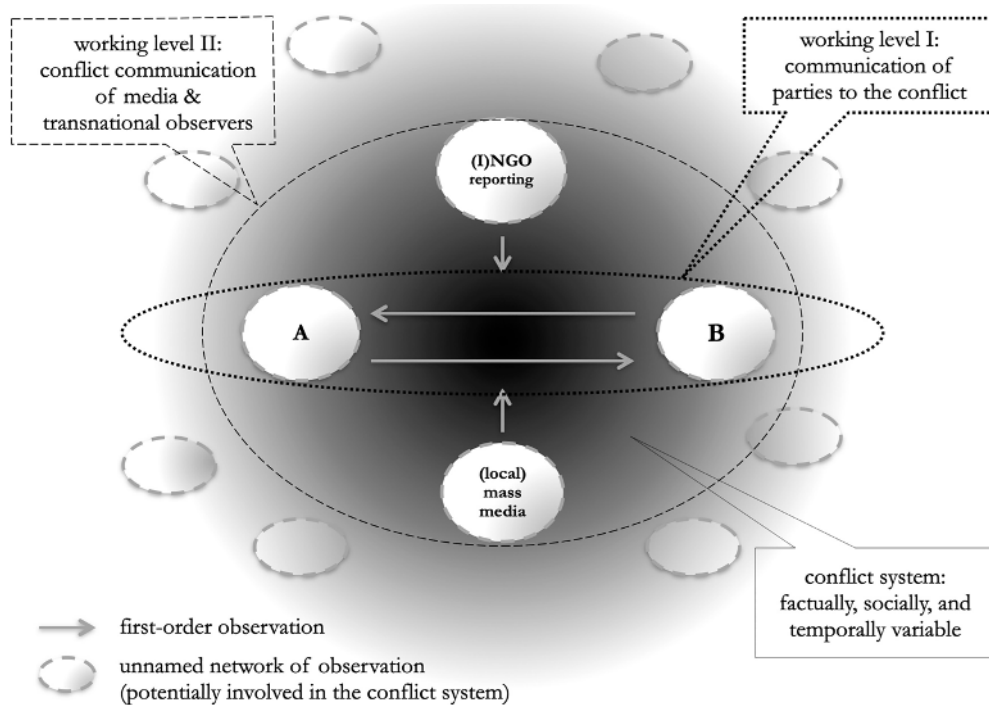 working level II:
conflict communication
of media &
transnational observers
working level I:
communication of
parties to the conflict
(I)NGO
reporting
A
B
(local)
mass
media
conflict system:
factually, socially, and
temporally variable
first-order observation
unnamed network of observation
(potentially involved in the conflict system)